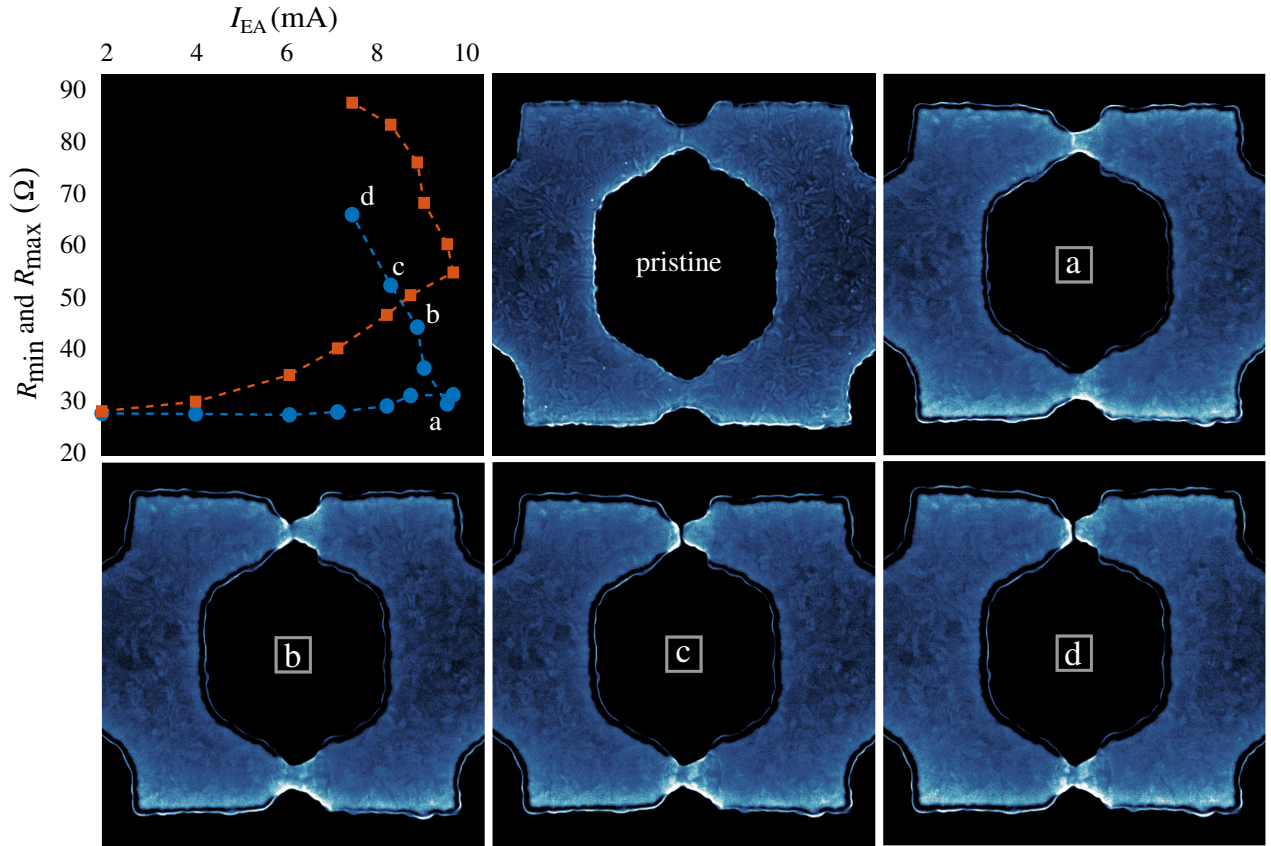 I_EA (mA)
2 4 6 8 10
R_min and R_max (Ω)
90
80
70
60
50
40
30
20
d
c
b
a
pristine
a
b
c
d